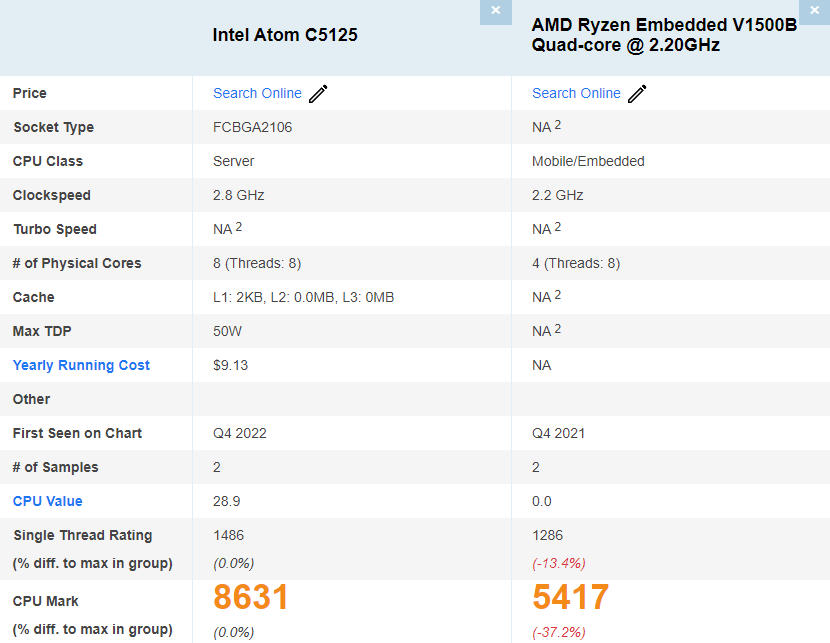 Intel Atom C5125
AMD Ryzen Embedded V1500B
Quad-core @ 2.20GHz
Price Search Online Search Online
Socket Type FCBGA2106 NA 2
CPU Class Server Mobile/Embedded
Clockspeed 2.8 GHz 2.2 GHz
Turbo Speed NA 2 NA 2
# of Physical Cores 8 (Threads: 8) 4 (Threads: 8)
Cache L1: 2KB, L2: 0.0MB, L3: 0MB NA 2
Max TDP 50W NA 2
Yearly Running Cost $9.13 NA
Other
First Seen on Chart Q4 2022 Q4 2021
# of Samples 2 2
CPU Value 28.9 0.0
Single Thread Rating 1486 1286
(% diff. to max in group) (0.0%) (-13.4%)
CPU Mark 8631 5417
(% diff. to max in group) (0.0%) (-37.2%)